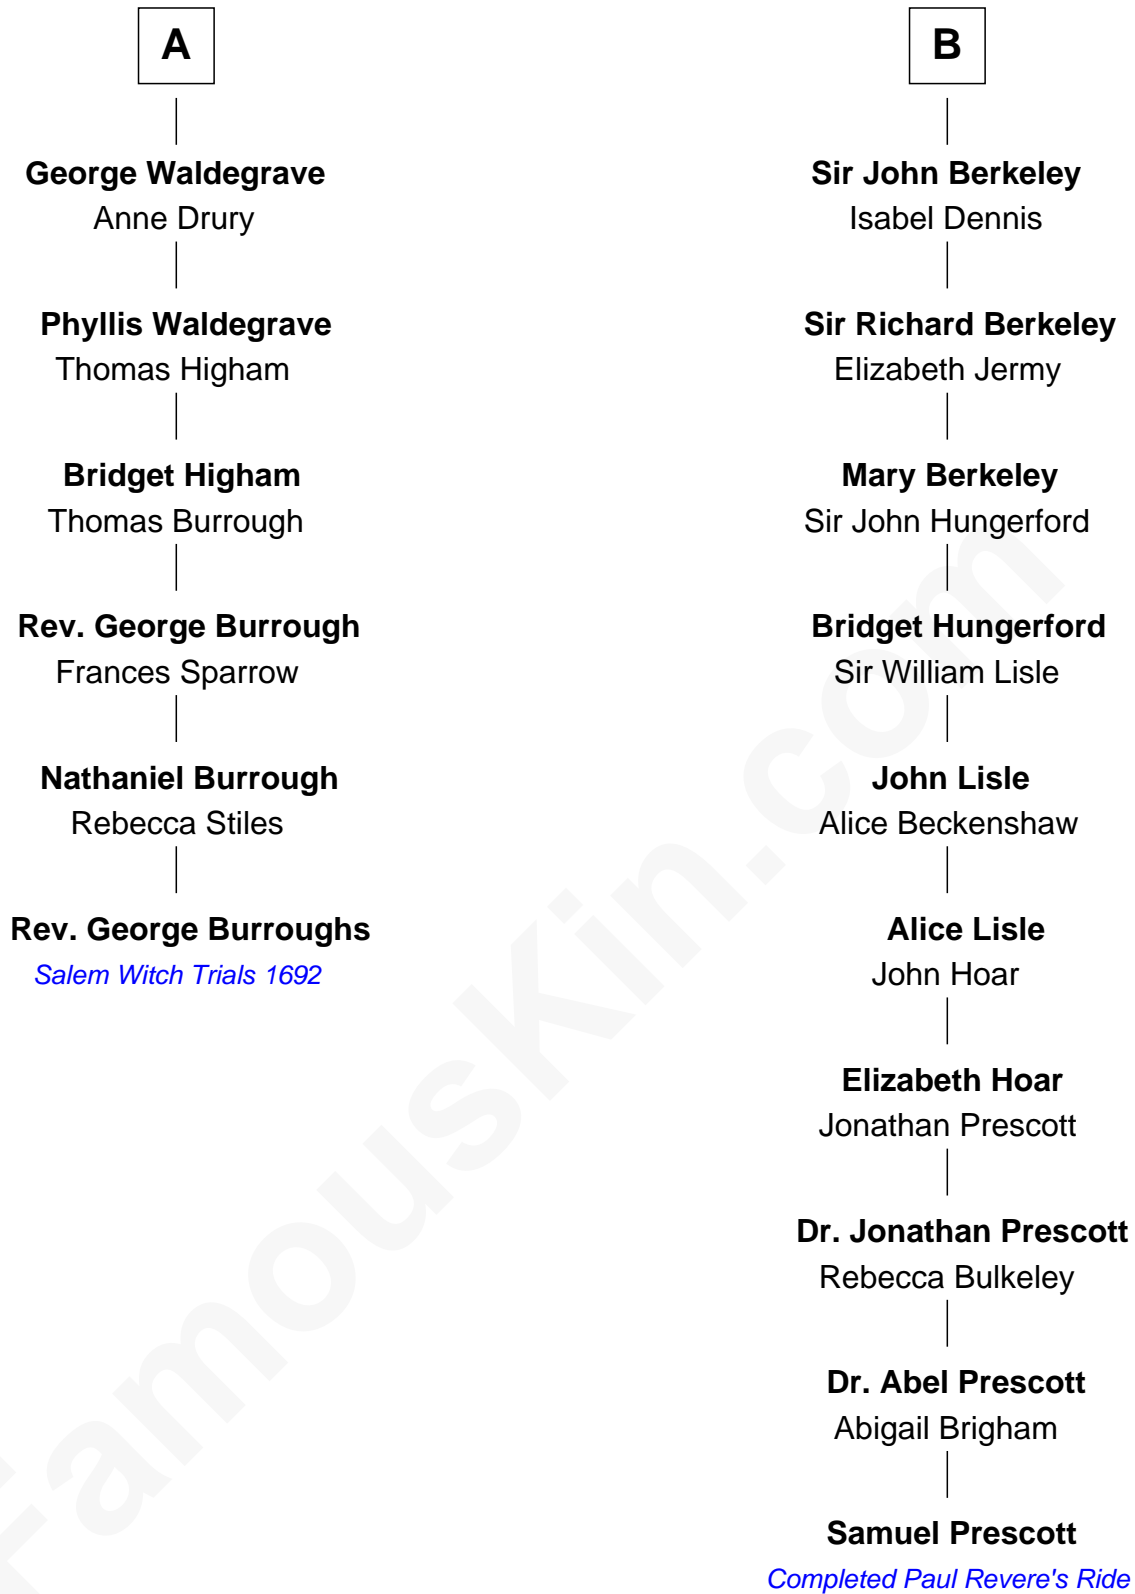 A
George Waldegrave
Anne Drury
Phyllis Waldegrave
Thomas Higham
Bridget Higham
Thomas Burrough
Rev. George Burrough
Frances Sparrow
Nathaniel Burrough
Rebecca Stiles
Rev. George Burroughs
Salem Witch Trials 1692
B
Sir John Berkeley
Isabel Dennis
Sir Richard Berkeley
Elizabeth Jermy
Mary Berkeley
Sir John Hungerford
Bridget Hungerford
Sir William Lisle
John Lisle
Alice Beckenshaw
Alice Lisle
John Hoar
Elizabeth Hoar
Jonathan Prescott
Dr. Jonathan Prescott
Rebecca Bulkeley
Dr. Abel Prescott
Abigail Brigham
Samuel Prescott
Completed Paul Revere's Ride
FamousKin.com